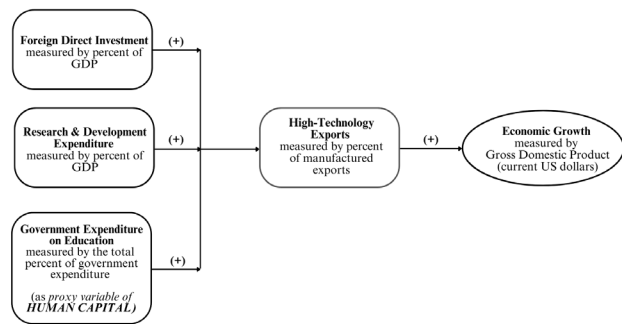 Foreign Direct Investment
measured by percent of
GDP
(+)
Research & Development
Expenditure
measured by percent of
GDP
(+)
Government Expenditure
on Education
measured by the total
percent of government
expenditure
(as proxy variable of
HUMAN CAPITAL)
(+)
High-Technology
Exports
measured by percent
of manufactured
exports
(+)
Economic Growth
measured by
Gross Domestic Product
(current US dollars)